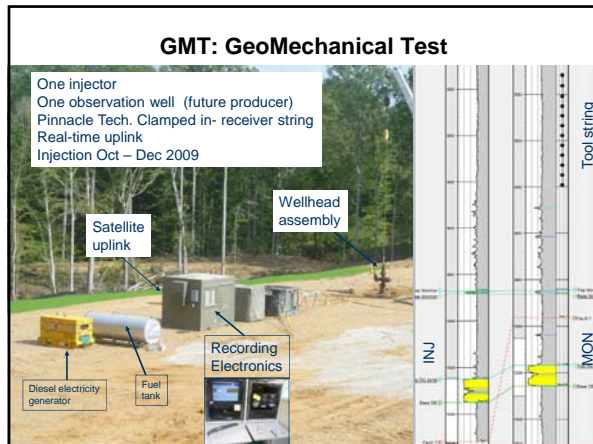 GMT: GeoMechanical Test
One injector
One observation well (future producer)
Pinnacle Tech. Clamped in- receiver string
Real-time uplink
Injection Oct – Dec 2009
Satellite
uplink
Wellhead
assembly
Recording
Electronics
Diesel electricity
generator
Fuel
tank
INJ
MON
Tool string